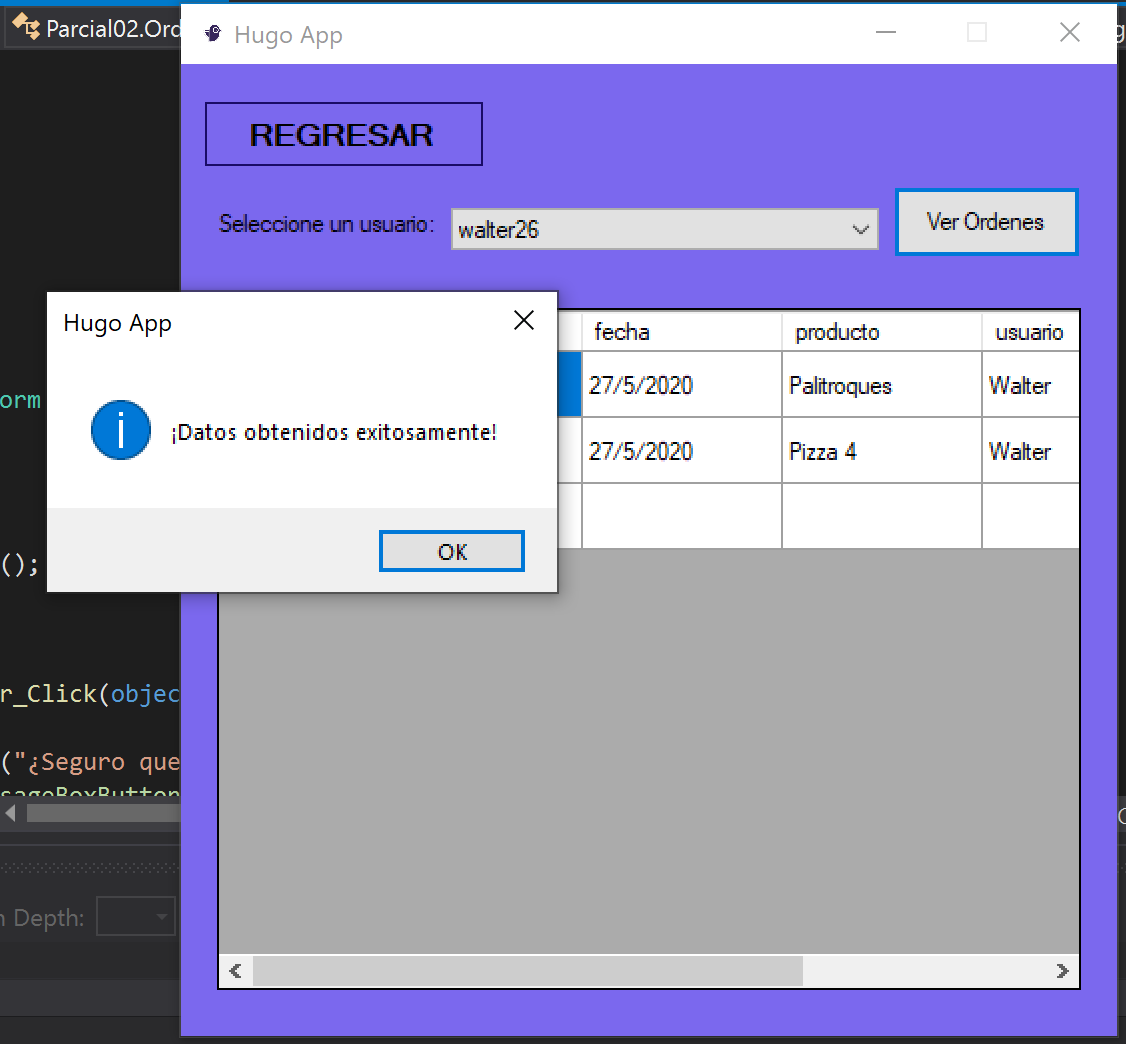 Parcial02.Ord
Hugo App
REGRESAR
Seleccione un usuario:
walter26
Ver Ordenes
Hugo App
¡Datos obtenidos exitosamente!
OK
fecha producto usuario
27/5/2020 Palitroques Walter
27/5/2020 Pizza 4 Walter
orm
();
r_Click(objec
("¿Seguro que
sageBoxButton
n Depth: